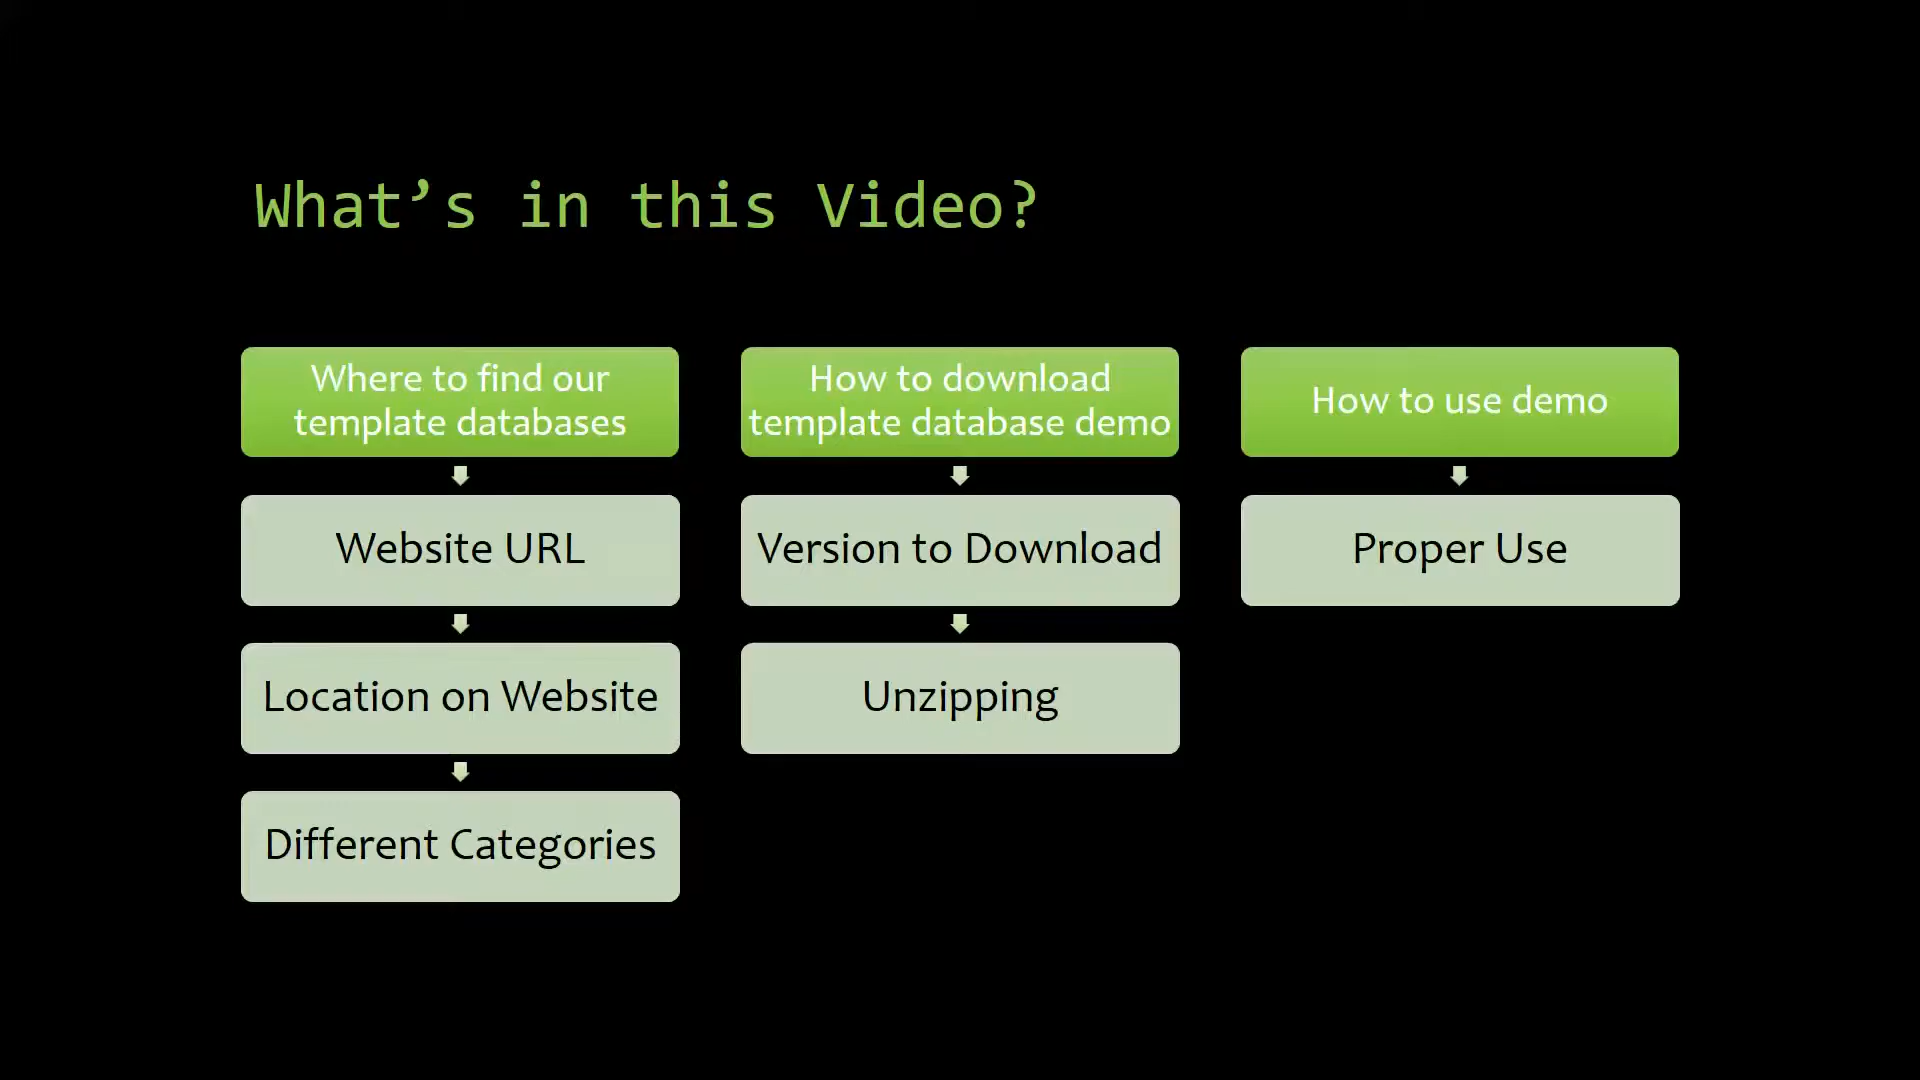 What’s in this Video?
Where to find our
template databases
Website URL
Location on Website
Different Categories
How to download
template database demo
Version to Download
Unzipping
How to use demo
Proper Use